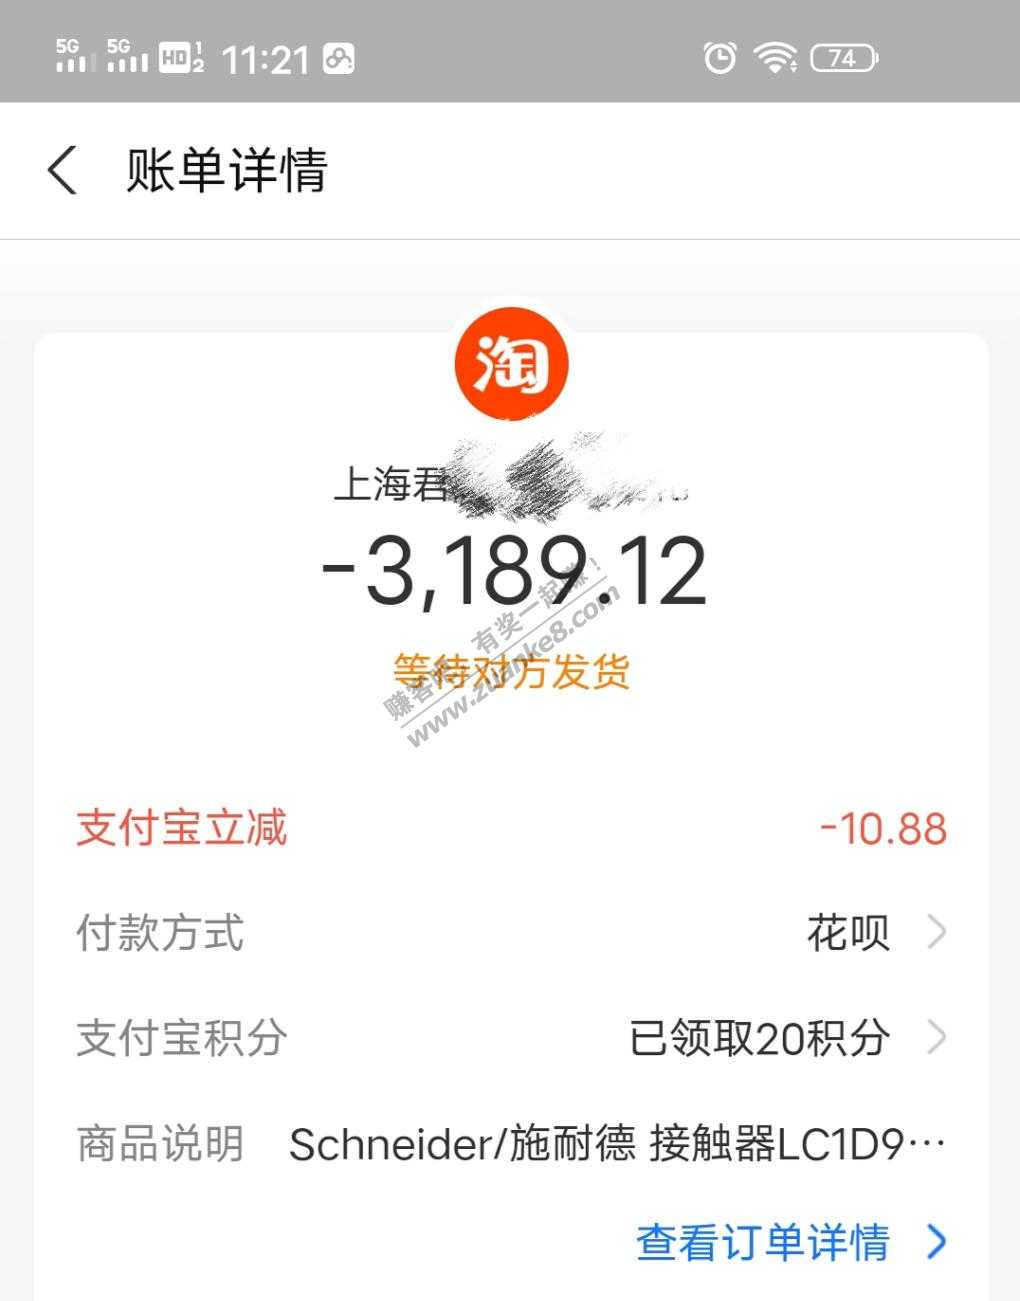 5G 5G HD 1 2 11:21 74
账单详情
淘
上海君
-3,189.12
等待对方发货
赚客吧，有奖一起赚！
www.zuanke8.com
支付宝立减 -10.88
付款方式 花呗
支付宝积分 已领取20积分
商品说明 Schneider/施耐德 接触器LC1D9…
查看订单详情